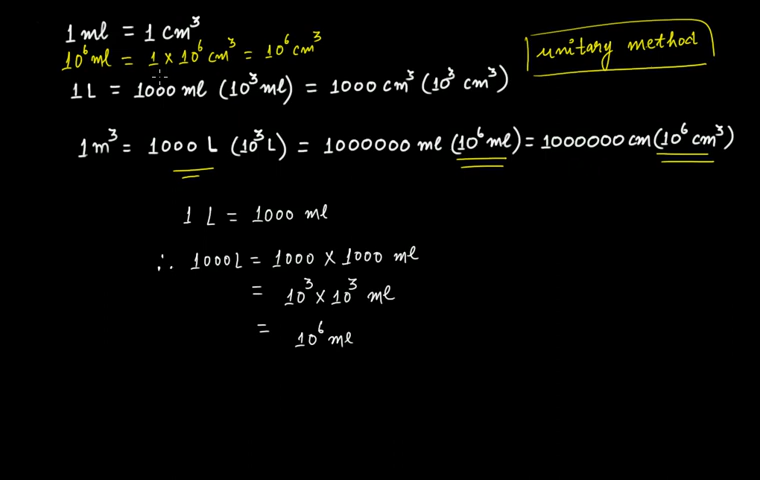 1 ml = 1 cm³
10⁶ ml = 1 × 10⁶ cm³ = 10⁶ cm³
unitary method
1 L = 1000 ml (10³ ml) = 1000 cm³ (10³ cm³)
1 m³ = 1000 L (10³ L) = 1000000 ml (10⁶ ml) = 1000000 cm (10⁶ cm³)
1 L = 1000 ml
∴ 1000 L = 1000 × 1000 ml
= 10³ × 10³ ml
= 10⁶ ml